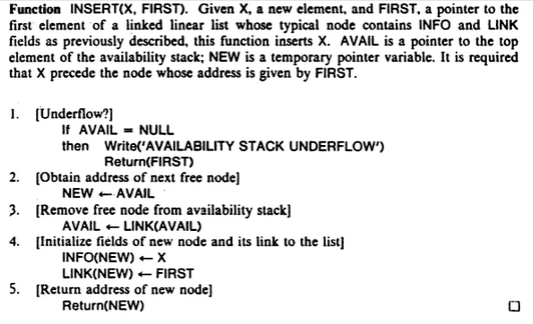 Function INSERT(X, FIRST). Given X, a new element, and FIRST, a pointer to the
first element of a linked linear list whose typical node contains INFO and LINK
fields as previously described, this function inserts X. AVAIL is a pointer to the top
element of the availability stack; NEW is a temporary pointer variable. It is required
that X precede the node whose address is given by FIRST.
1. [Underflow?]
If AVAIL = NULL
then Write('AVAILABILITY STACK UNDERFLOW')
Return(FIRST)
2. [Obtain address of next free node]
NEW ← AVAIL
3. [Remove free node from availability stack]
AVAIL ← LINK(AVAIL)
4. [Initialize fields of new node and its link to the list]
INFO(NEW) ← X
LINK(NEW) ← FIRST
5. [Return address of new node]
Return(NEW) □